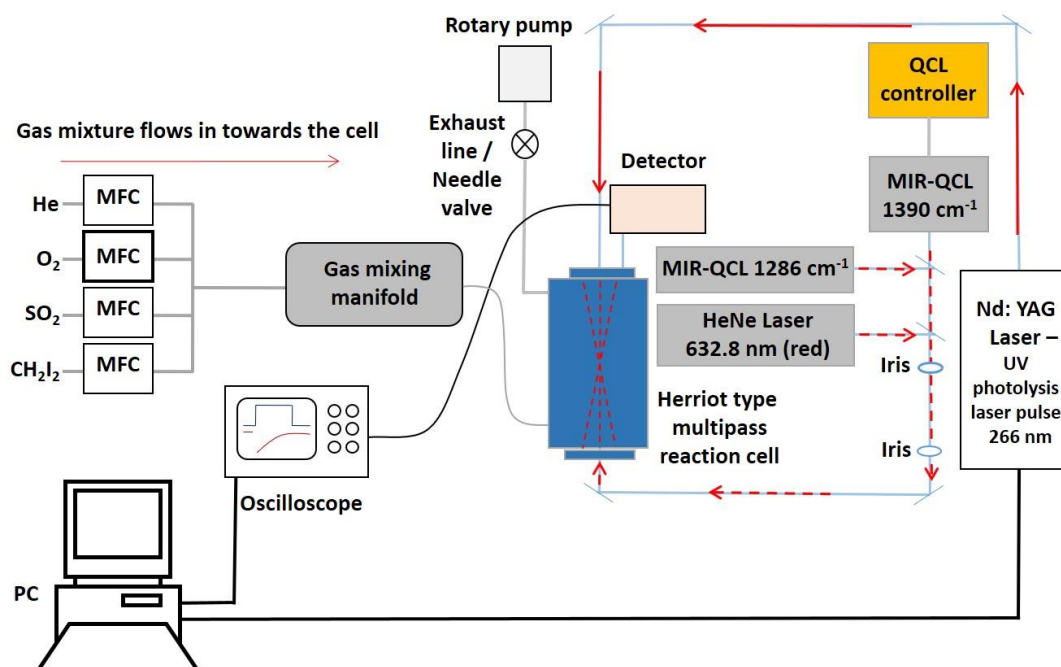 Rotary pump
QCL
controller
Gas mixture flows in towards the cell
Exhaust
line /
Needle
valve
Detector
MIR-QCL
1390 cm⁻¹
He
MFC
O₂
MFC
SO₂
MFC
CH₂I₂
MFC
Gas mixing
manifold
MIR-QCL 1286 cm⁻¹
HeNe Laser
632.8 nm (red)
Nd: YAG
Laser –
UV
photolysis
laser pulse
266 nm
Iris
Iris
Herriot type
multipass
reaction cell
Oscilloscope
PC